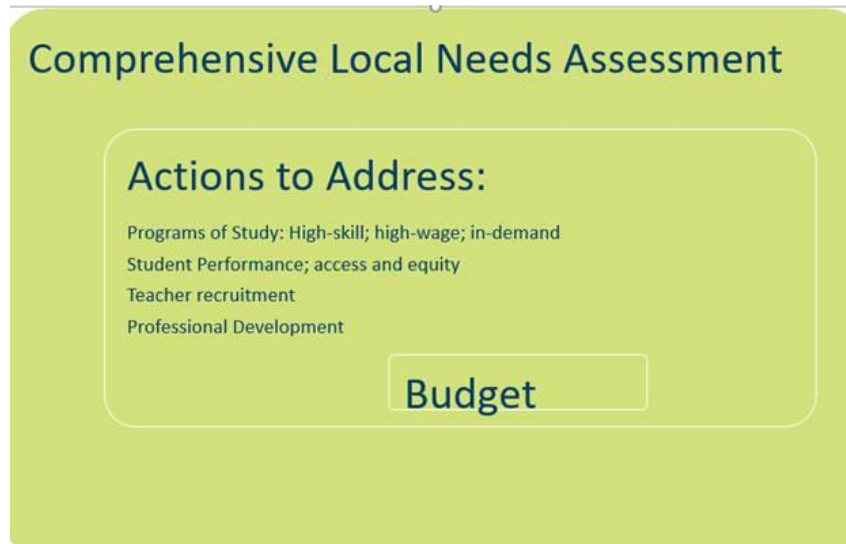 Comprehensive Local Needs Assessment
Actions to Address:
Programs of Study: High-skill; high-wage; in-demand
Student Performance; access and equity
Teacher recruitment
Professional Development
Budget